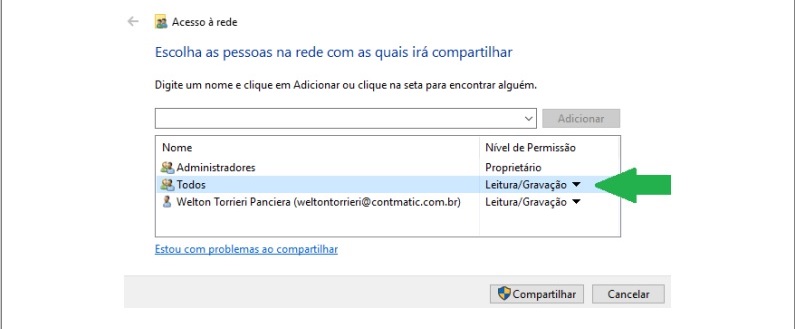 Acesso à rede
Escolha as pessoas na rede com as quais irá compartilhar
Digite um nome e clique em Adicionar ou clique na seta para encontrar alguém.
Adicionar
Nome Nível de Permissão
Administradores Proprietário
Todos Leitura/Gravação
Welton Torrieri Panciera (weltontorrieri@contmatic.com.br) Leitura/Gravação
Estou com problemas ao compartilhar
Compartilhar Cancelar